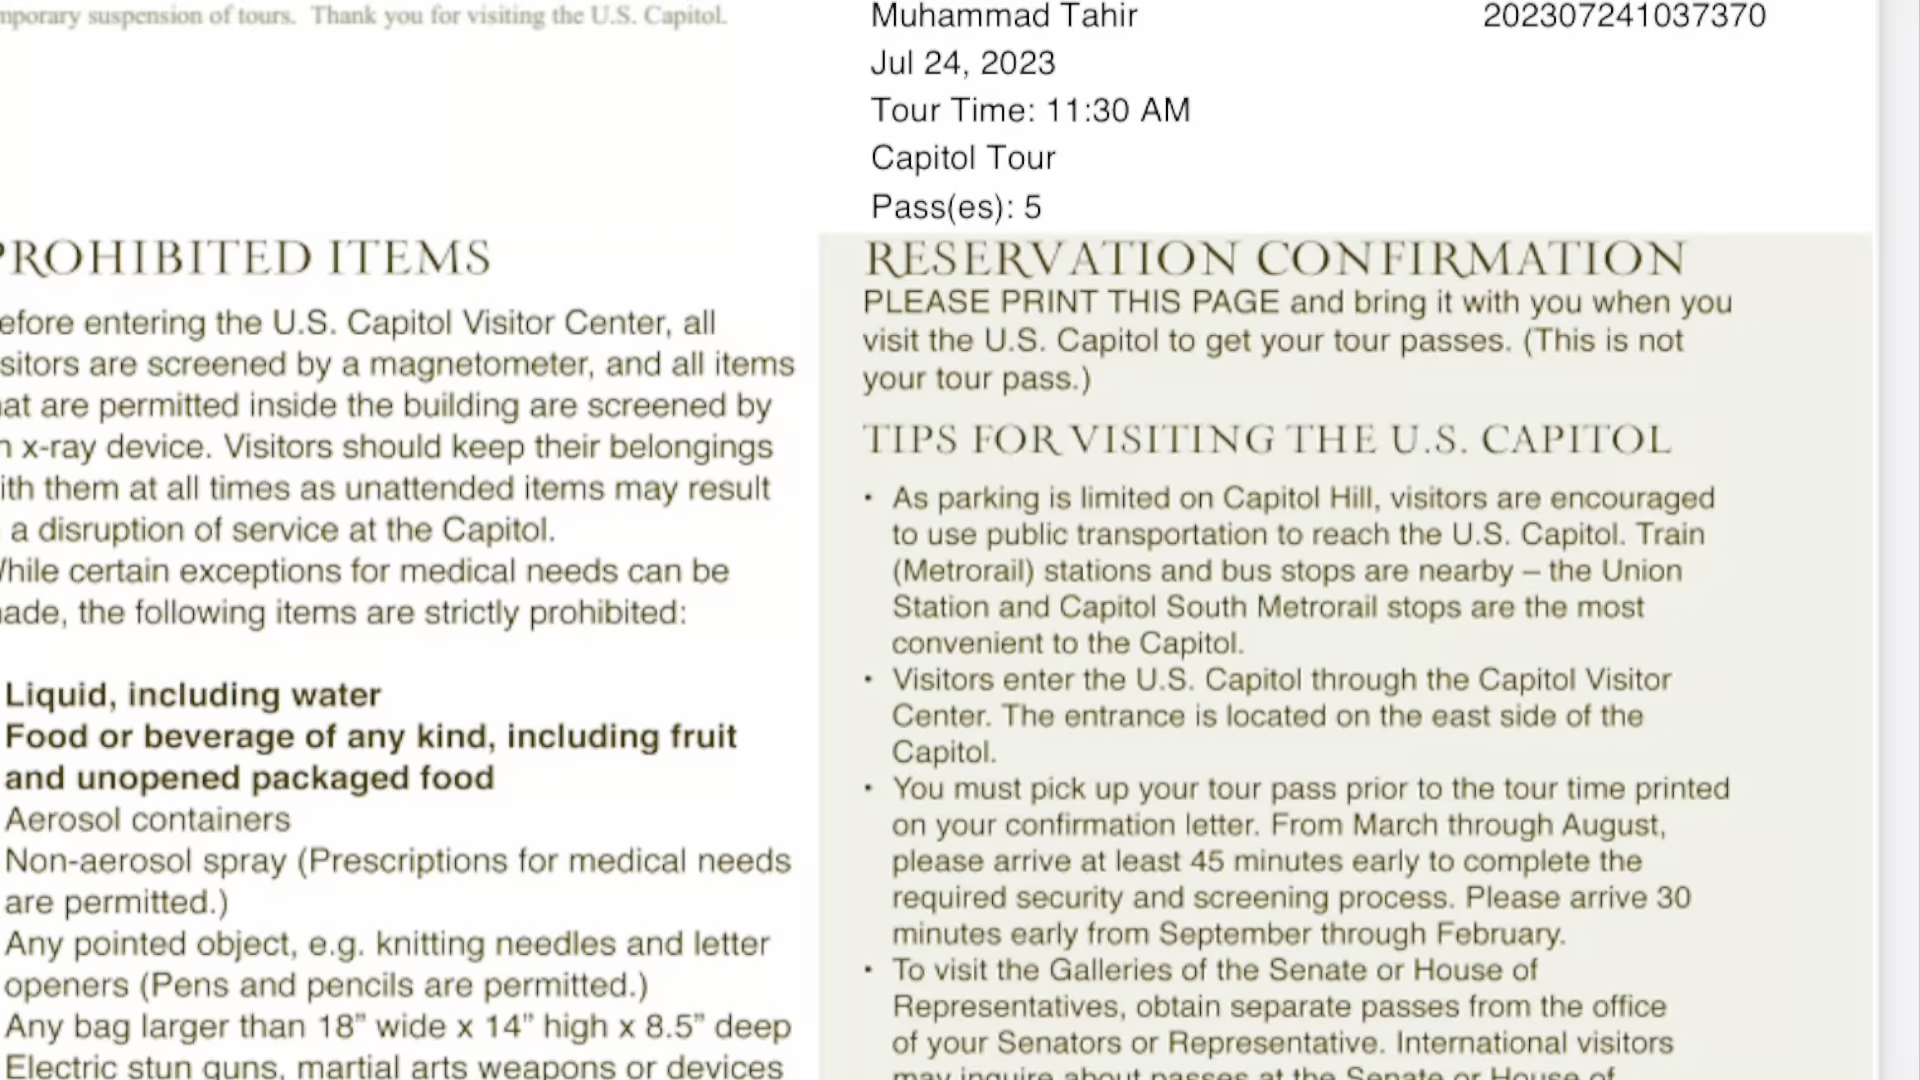 mporary suspension of tours. Thank you for visiting the U.S. Capitol.
Muhammad Tahir 202307241037370
Jul 24, 2023
Tour Time: 11:30 AM
Capitol Tour
Pass(es): 5
PROHIBITED ITEMS
efore entering the U.S. Capitol Visitor Center, all
sitors are screened by a magnetometer, and all items
at are permitted inside the building are screened by
n x-ray device. Visitors should keep their belongings
ith them at all times as unattended items may result
a disruption of service at the Capitol.
hile certain exceptions for medical needs can be
ade, the following items are strictly prohibited:
Liquid, including water
Food or beverage of any kind, including fruit
and unopened packaged food
Aerosol containers
Non-aerosol spray (Prescriptions for medical needs
are permitted.)
Any pointed object, e.g. knitting needles and letter
openers (Pens and pencils are permitted.)
Any bag larger than 18” wide x 14” high x 8.5” deep
Electric stun guns, martial arts weapons or devices
RESERVATION CONFIRMATION
PLEASE PRINT THIS PAGE and bring it with you when you
visit the U.S. Capitol to get your tour passes. (This is not
your tour pass.)
TIPS FOR VISITING THE U.S. CAPITOL
• As parking is limited on Capitol Hill, visitors are encouraged
to use public transportation to reach the U.S. Capitol. Train
(Metrorail) stations and bus stops are nearby – the Union
Station and Capitol South Metrorail stops are the most
convenient to the Capitol.
• Visitors enter the U.S. Capitol through the Capitol Visitor
Center. The entrance is located on the east side of the
Capitol.
• You must pick up your tour pass prior to the tour time printed
on your confirmation letter. From March through August,
please arrive at least 45 minutes early to complete the
required security and screening process. Please arrive 30
minutes early from September through February.
• To visit the Galleries of the Senate or House of
Representatives, obtain separate passes from the office
of your Senators or Representative. International visitors
may inquire about passes at the Senate or House of